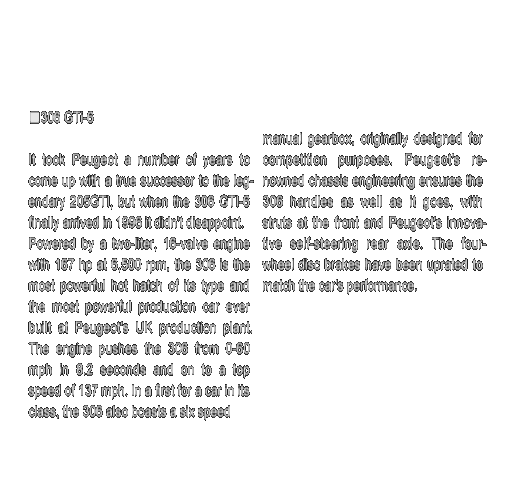 306 GTi-6
It took Peugeot a number of years to
come up with a true successor to the leg-
endary 205GTI, but when the 306 GTi-6
finally arrived in 1996 it didn't disappoint.
Powered by a two-liter, 16-valve engine
with 167 hp at 6,500 rpm, the 306 is the
most powerful hot hatch of its type and
the most powerful production car ever
built at Peugeot's UK production plant.
The engine pushes the 306 from 0-60
mph in 9.2 seconds and on to a top
speed of 137 mph. In a first for a car in its
class, the 306 also boasts a six speed
manual gearbox, originally designed for
competition purposes. Peugeot's re-
nowned chassis engineering ensures the
306 handles as well as it goes, with
struts at the front and Peugeot's innova-
tive self-steering rear axle. The four-
wheel disc brakes have been uprated to
match the car's performance.